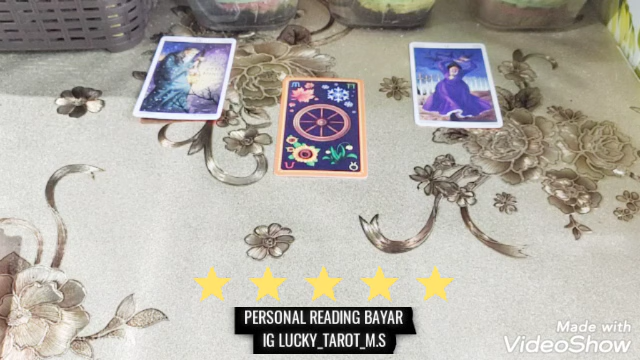 PERSONAL READING BAYAR
IG LUCKY_TAROT_M.S
Made with
VideoShow